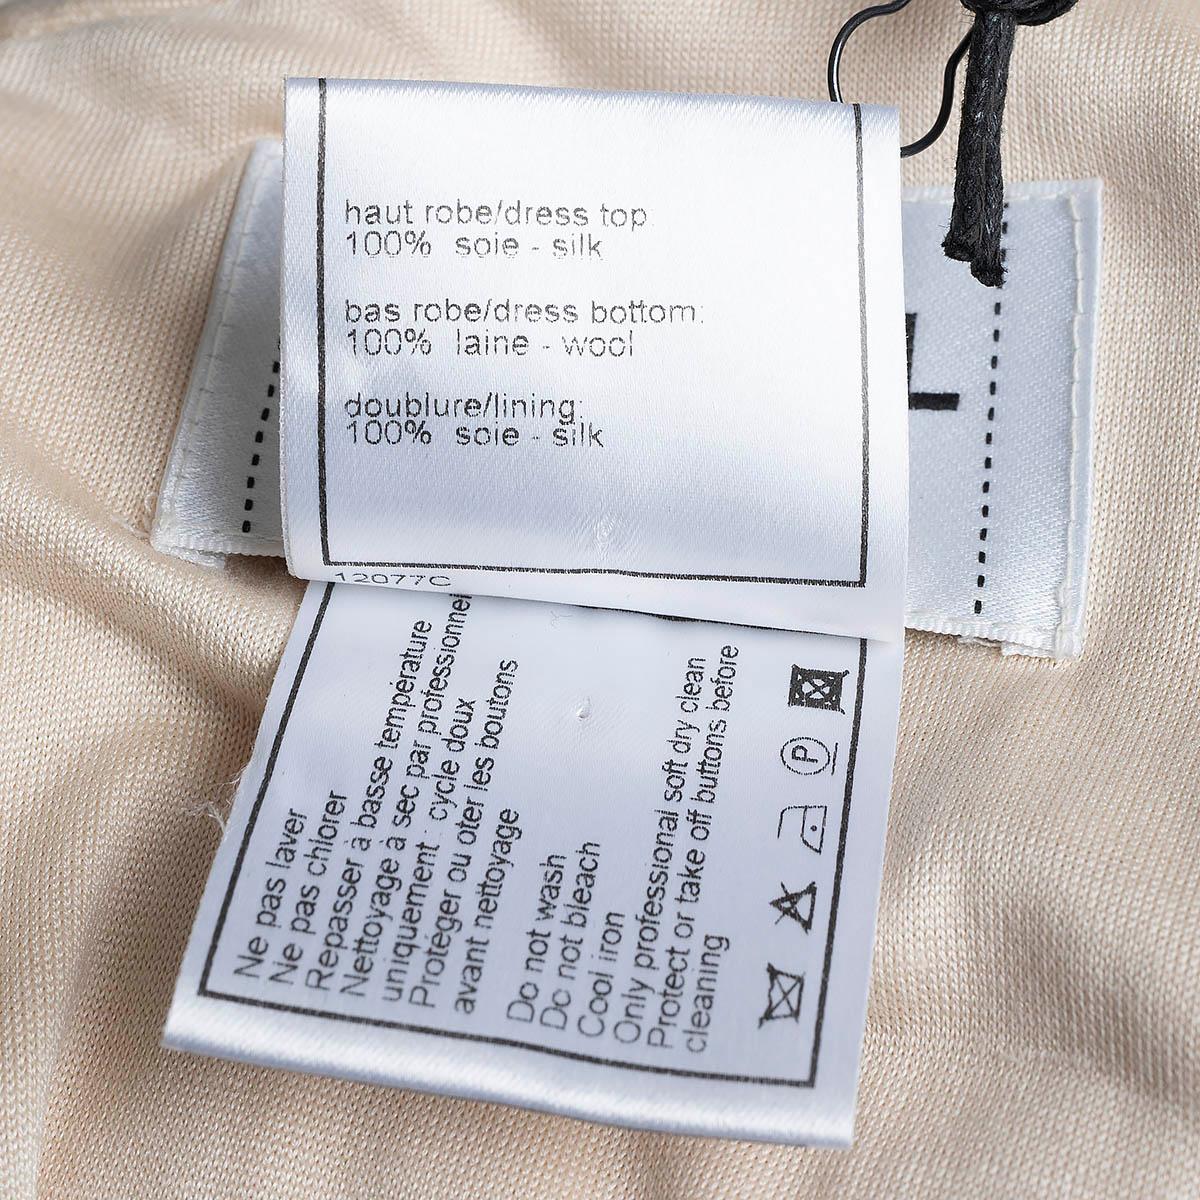 haut robe/dress top
100% soie - silk
bas robe/dress bottom:
100% laine - wool
doublure/lining:
100% soie - silk
12077C
Ne pas laver
Ne pas chlorer
Repasser à basse température
Nettoyage à sec par professionnel
uniquement : cycle doux
Protéger ou oter les boutons
avant nettoyage
Do not wash
Do not bleach
Cool iron
Only professional soft dry clean
Protect or take off buttons before
cleaning
P
L